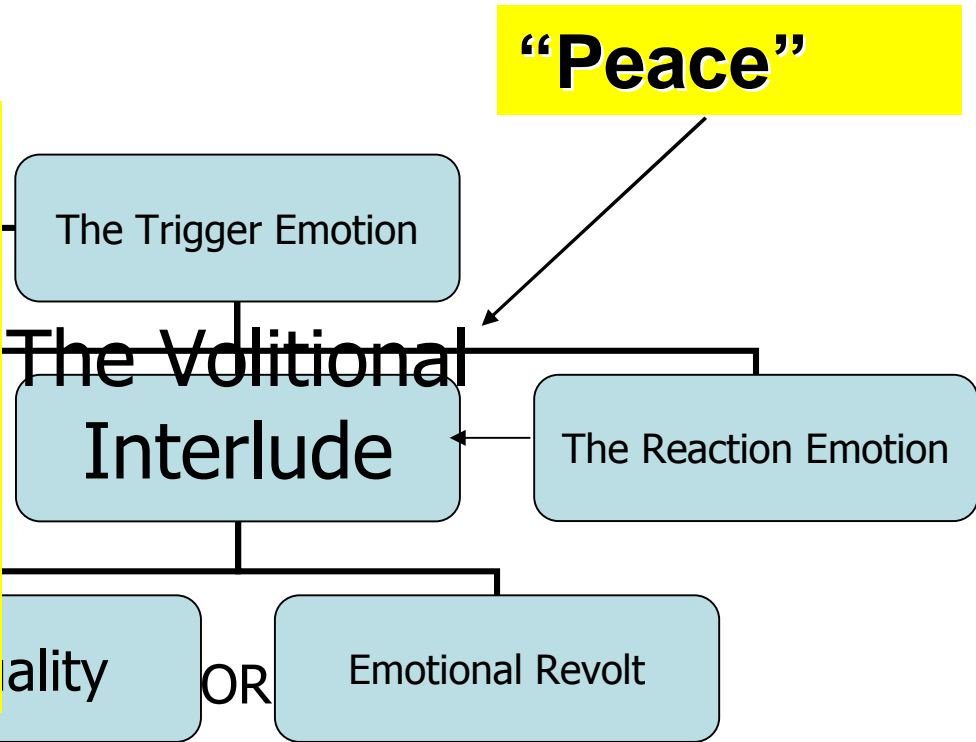 “Peace”
The Trigger Emotion
The Volitional
Interlude
The Reaction Emotion
ality
OR
Emotional Revolt